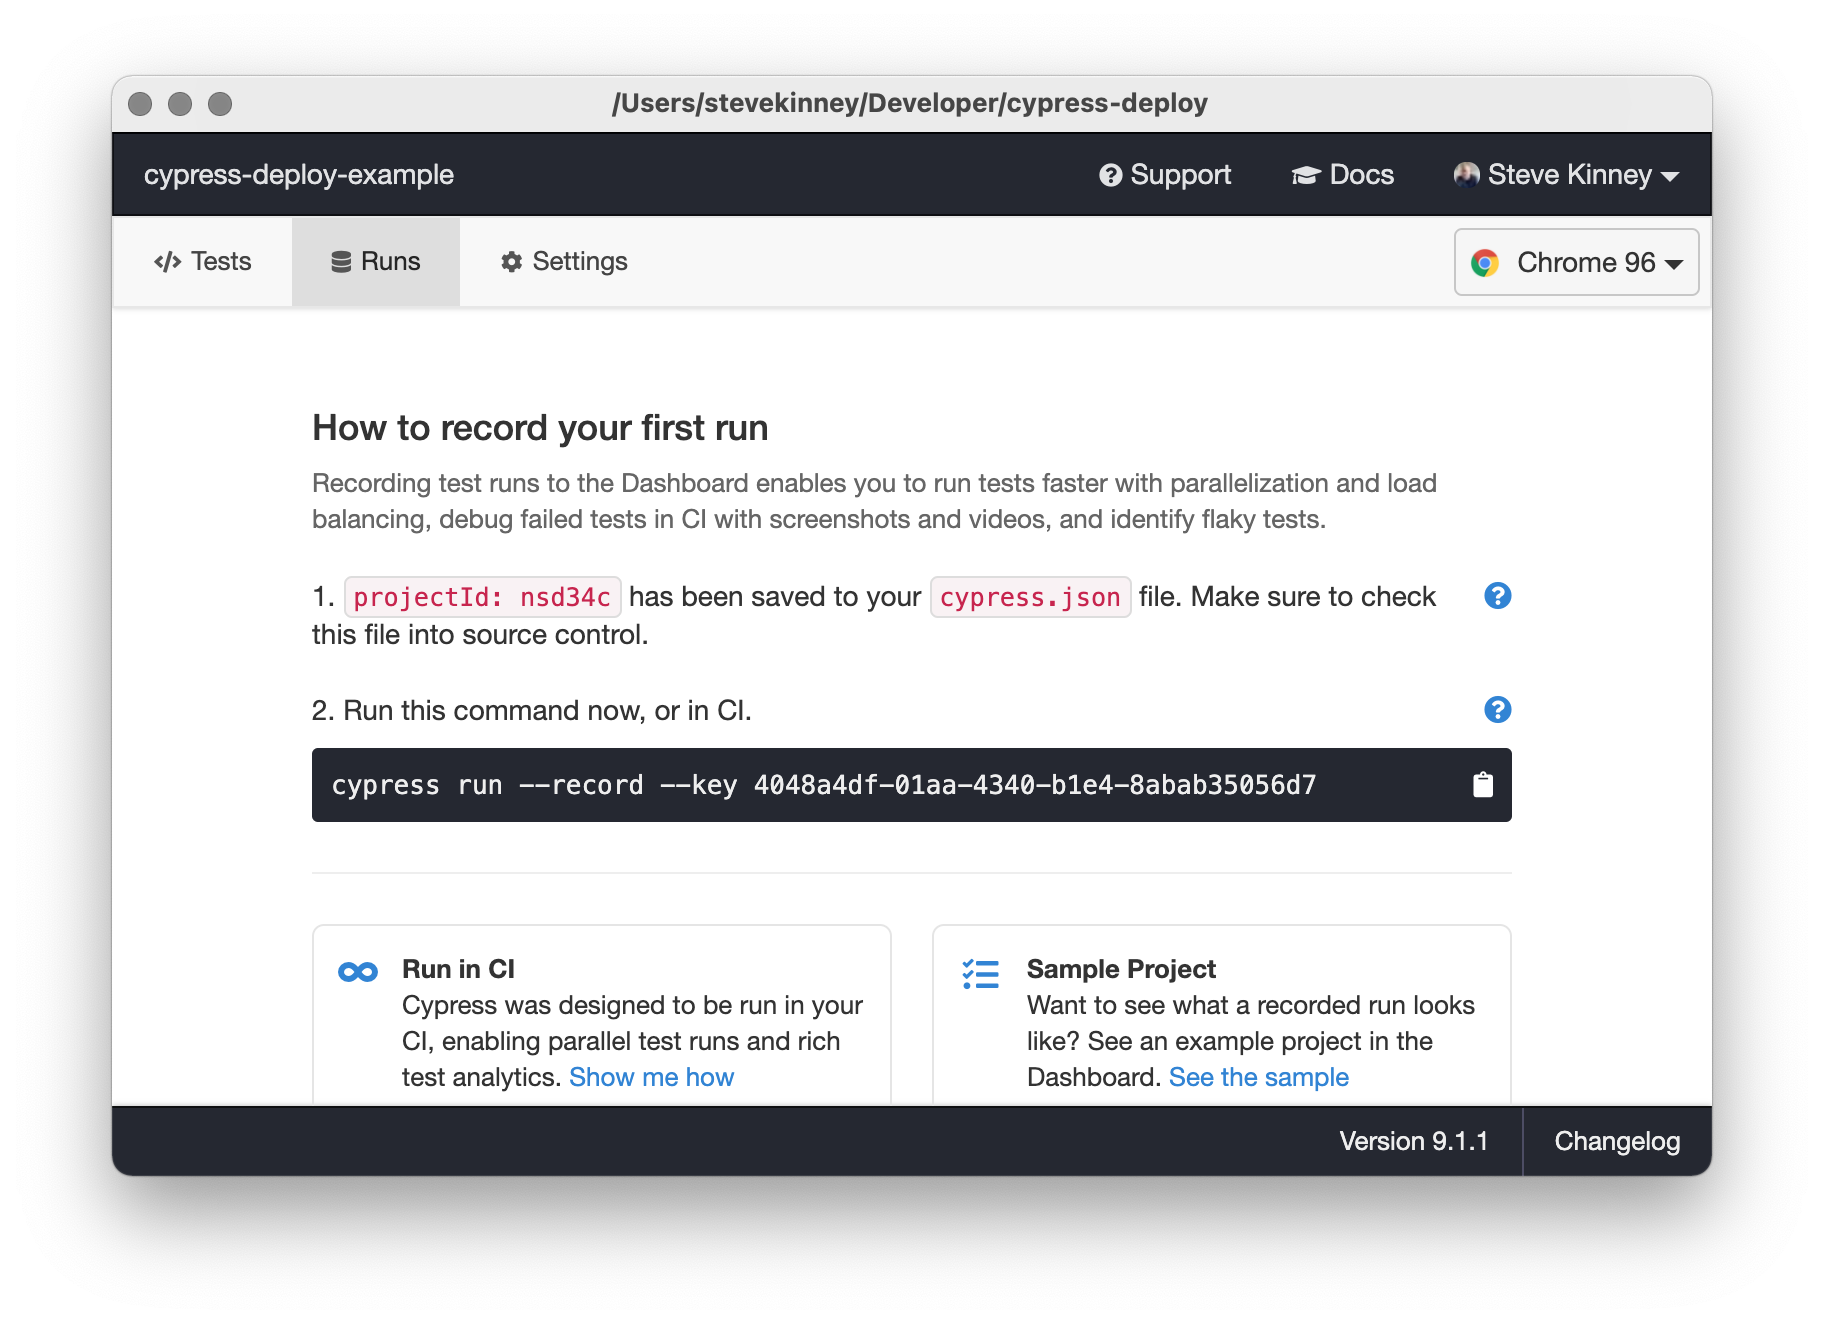 /Users/stevekinney/Developer/cypress-deploy
cypress-deploy-example
Support
Docs
Steve Kinney
Tests
Runs
Settings
Chrome 96
How to record your first run
Recording test runs to the Dashboard enables you to run tests faster with parallelization and load
balancing, debug failed tests in CI with screenshots and videos, and identify flaky tests.
1. projectId: nsd34c has been saved to your cypress.json file. Make sure to check
this file into source control.
2. Run this command now, or in CI.
cypress run --record --key 4048a4df-01aa-4340-b1e4-8abab35056d7
Run in CI
Cypress was designed to be run in your
CI, enabling parallel test runs and rich
test analytics. Show me how
Sample Project
Want to see what a recorded run looks
like? See an example project in the
Dashboard. See the sample
Version 9.1.1
Changelog